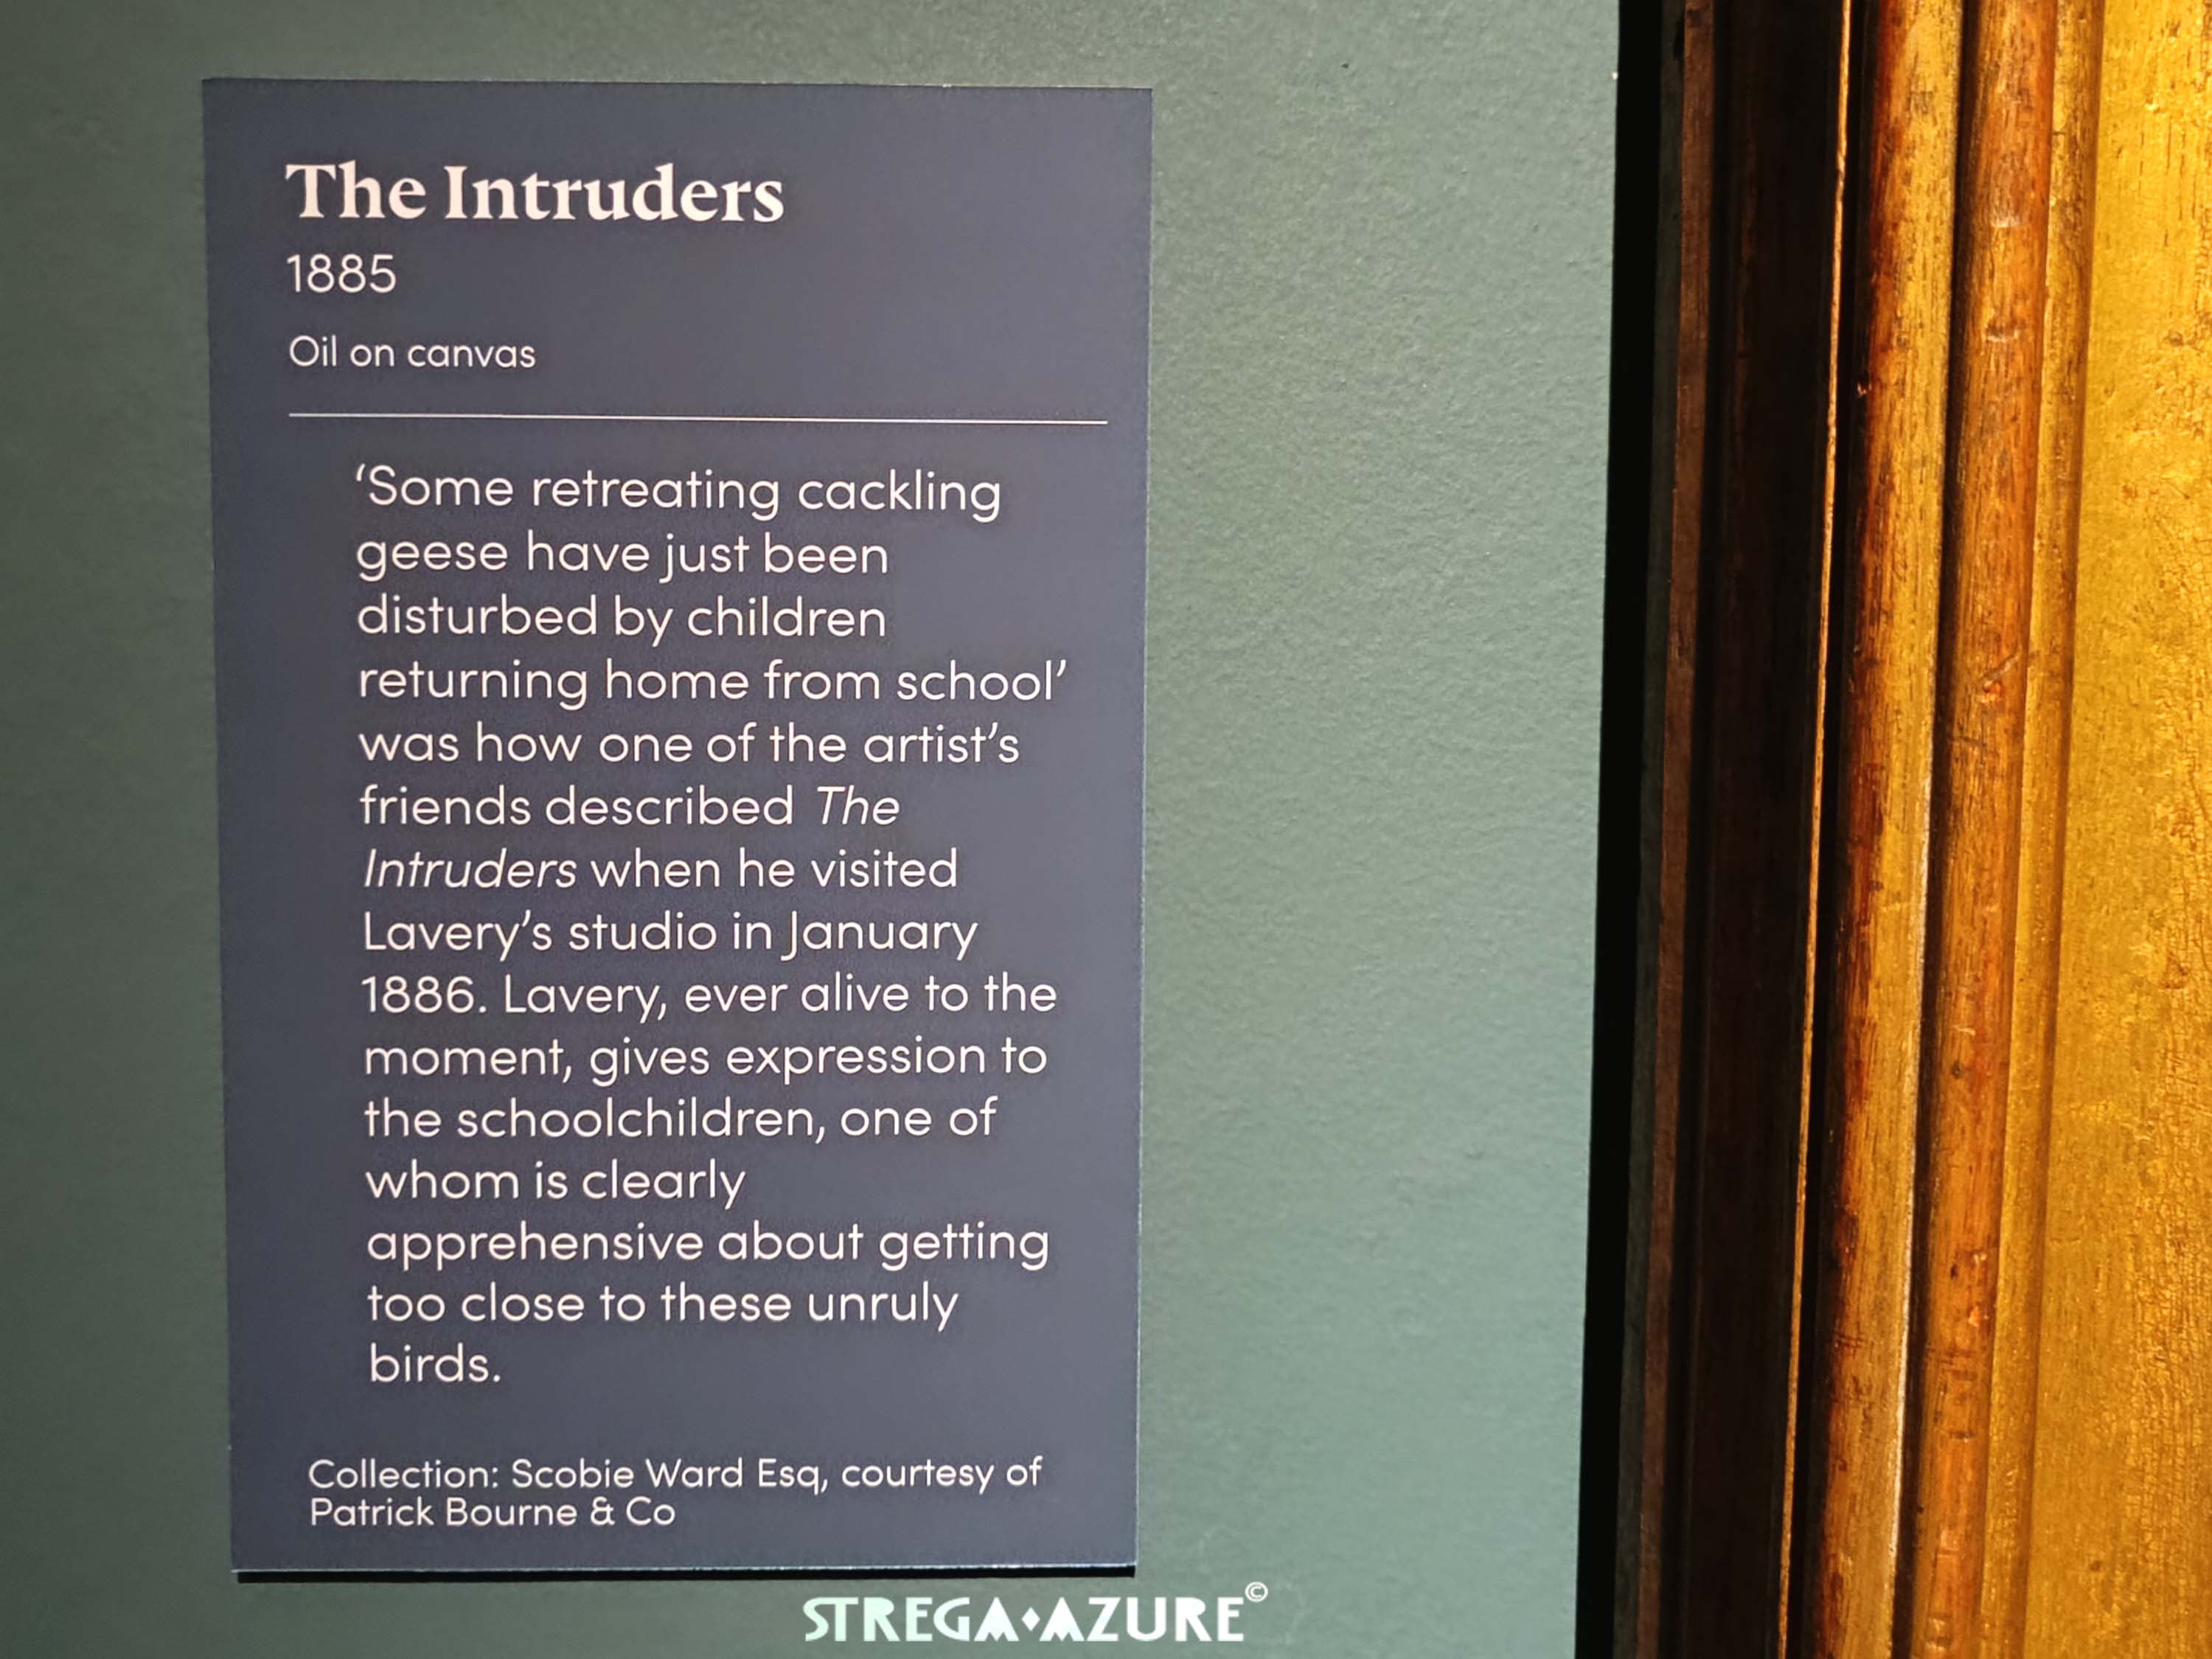 The Intruders
1885
Oil on canvas
‘Some retreating cackling
geese have just been
disturbed by children
returning home from school’
was how one of the artist’s
friends described The
Intruders when he visited
Lavery’s studio in January
1886. Lavery, ever alive to the
moment, gives expression to
the schoolchildren, one of
whom is clearly
apprehensive about getting
too close to these unruly
birds.
Collection: Scobie Ward Esq, courtesy of
Patrick Bourne & Co
STREGA⬥AZURE©